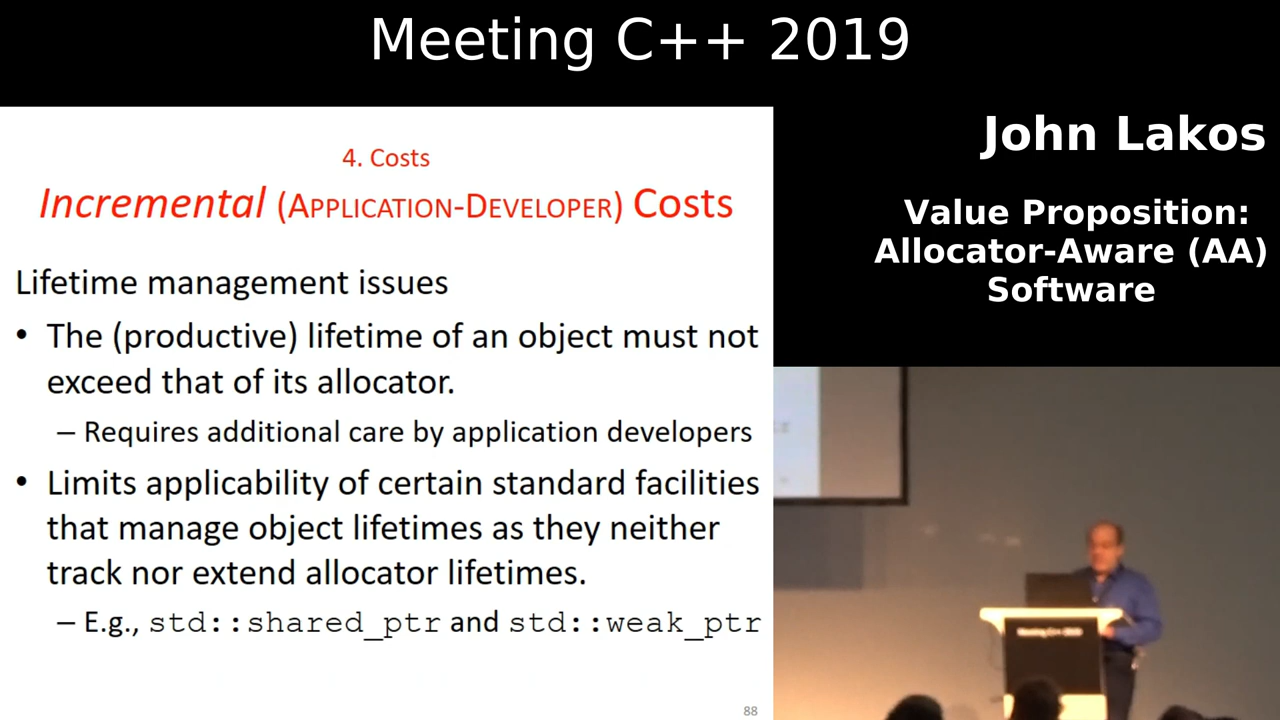 Meeting C++ 2019
4. Costs
Incremental (APPLICATION-DEVELOPER) Costs
Lifetime management issues
• The (productive) lifetime of an object must not
exceed that of its allocator.
– Requires additional care by application developers
• Limits applicability of certain standard facilities
that manage object lifetimes as they neither
track nor extend allocator lifetimes.
– E.g., std::shared_ptr and std::weak_ptr
88
John Lakos
Value Proposition:
Allocator-Aware (AA)
Software
Meeting C++ 2019